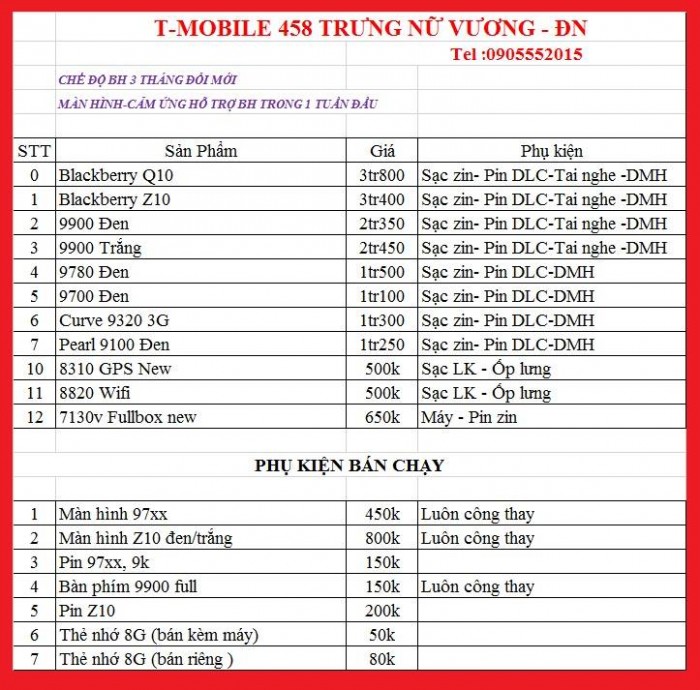 T-MOBILE 458 TRƯNG NỮ VƯƠNG - ĐN
Tel :0905552015
CHẾ ĐỘ BH 3 THÁNG ĐỔI MỚI
MÀN HÌNH-CẢM ỨNG HỖ TRỢ BH TRONG 1 TUẦN ĐẦU
STT Sản Phẩm Giá Phụ kiện
0 Blackberry Q10 3tr800 Sạc zin- Pin DLC-Tai nghe -DMH
1 Blackberry Z10 3tr400 Sạc zin- Pin DLC-Tai nghe -DMH
2 9900 Đen 2tr350 Sạc zin- Pin DLC-Tai nghe -DMH
3 9900 Trắng 2tr450 Sạc zin- Pin DLC-Tai nghe -DMH
4 9780 Đen 1tr500 Sạc zin- Pin DLC-DMH
5 9700 Đen 1tr100 Sạc zin- Pin DLC-DMH
6 Curve 9320 3G 1tr300 Sạc zin- Pin DLC-DMH
7 Pearl 9100 Đen 1tr250 Sạc zin- Pin DLC-DMH
10 8310 GPS New 500k Sạc LK - Ốp lưng
11 8820 Wifi 500k Sạc LK - Ốp lưng
12 7130v Fullbox new 650k Máy - Pin zin
PHỤ KIỆN BÁN CHẠY
1 Màn hình 97xx 450k Luôn công thay
2 Màn hình Z10 đen/trắng 800k Luôn công thay
3 Pin 97xx, 9k 150k
4 Bàn phím 9900 full 150k Luôn công thay
5 Pin Z10 200k
6 Thẻ nhớ 8G (bán kèm máy) 50k
7 Thẻ nhớ 8G (bán riêng ) 80k